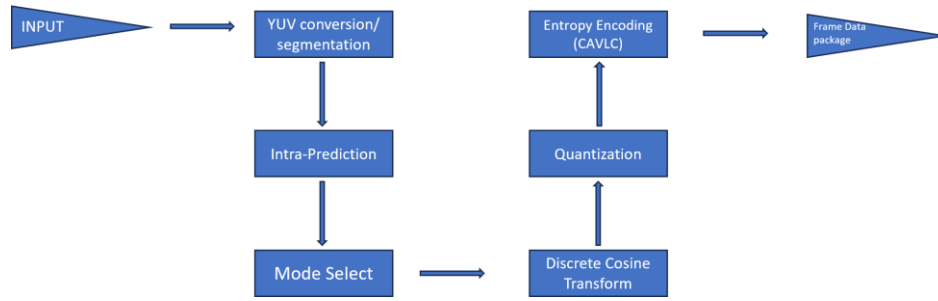 INPUT
YUV conversion/
segmentation
Intra-Prediction
Mode Select
Discrete Cosine
Transform
Quantization
Entropy Encoding
(CAVLC)
Frame Data
package